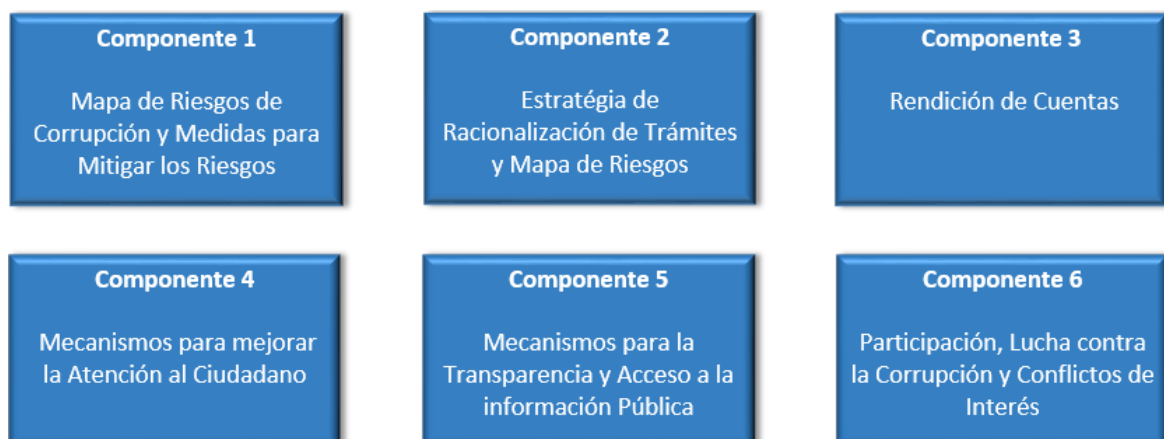 Componente 1
Mapa de Riesgos de
Corrupción y Medidas para
Mitigar los Riesgos
Componente 2
Estratégia de
Racionalización de Trámites
y Mapa de Riesgos
Componente 3
Rendición de Cuentas
Componente 4
Mecanismos para mejorar
la Atención al Ciudadano
Componente 5
Mecanismos para la
Transparencia y Acceso a la
información Pública
Componente 6
Participación, Lucha contra
la Corrupción y Conflictos de
Interés